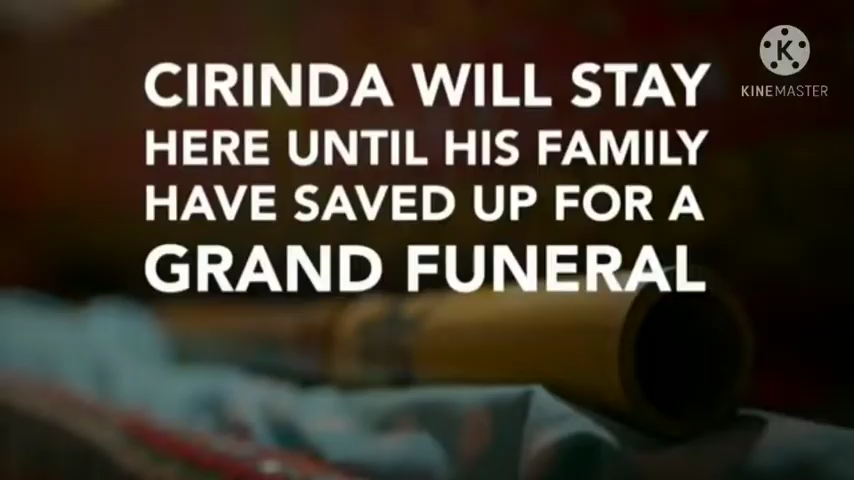 CIRINDA WILL STAY
HERE UNTIL HIS FAMILY
HAVE SAVED UP FOR A
GRAND FUNERAL
K
KINEMASTER